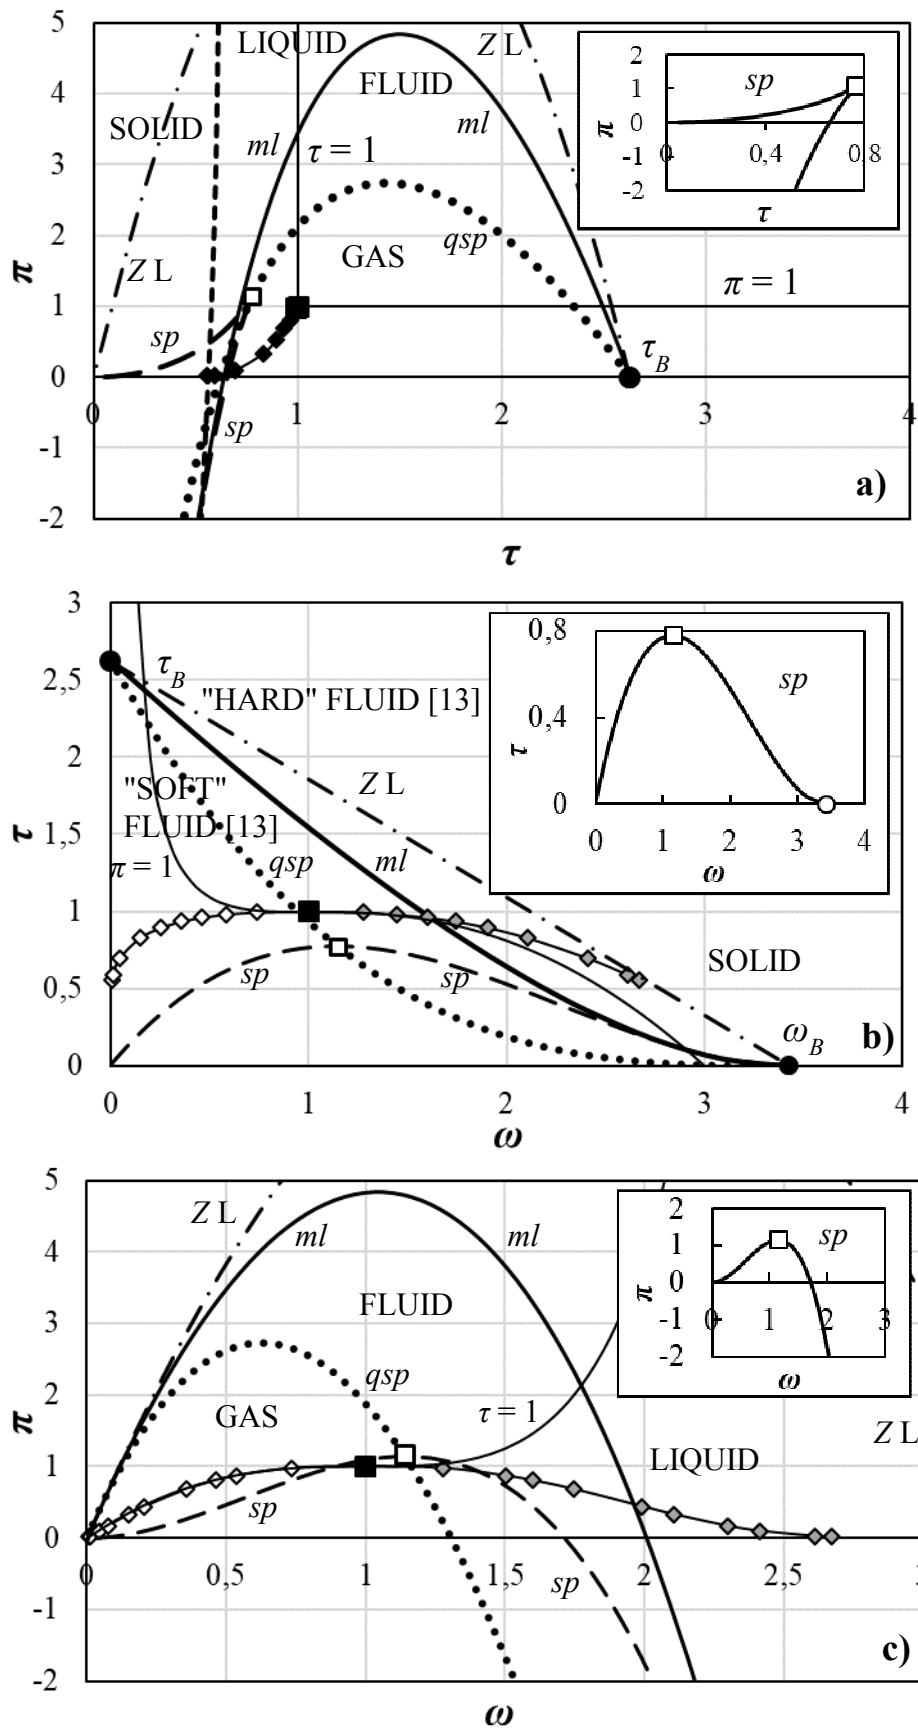 5
LIQUID
Z L
FLUID
4
SOLID
ml
ml
τ = 1
3
2
qsp
GAS
Z L
π
π = 1
1
sp
τB
0
0
1
2
3
4
sp
-1
a)
-2
τ
2
sp
1
π
0
-1
0
0,4
0,8
-2
τ
3
τB
2,5
"HARD" FLUID [13]
2
Z L
"SOFT"
FLUID [13]
τ
1,5
qsp
ml
π = 1
1
SOLID
sp
sp
0,5
ωB
b)
0
0
1
2
3
4
ω
0,8
sp
0,4
τ
0
0
1
2
3
4
ω
5
Z L
ml
ml
4
FLUID
3
qsp
2
GAS
τ = 1
π
Z L
LIQUID
1
sp
0
0
0,5
1
1,5
2
2,5
3
sp
-1
c)
-2
ω
2
sp
1
π
0
0
1
2
3
-1
-2
ω